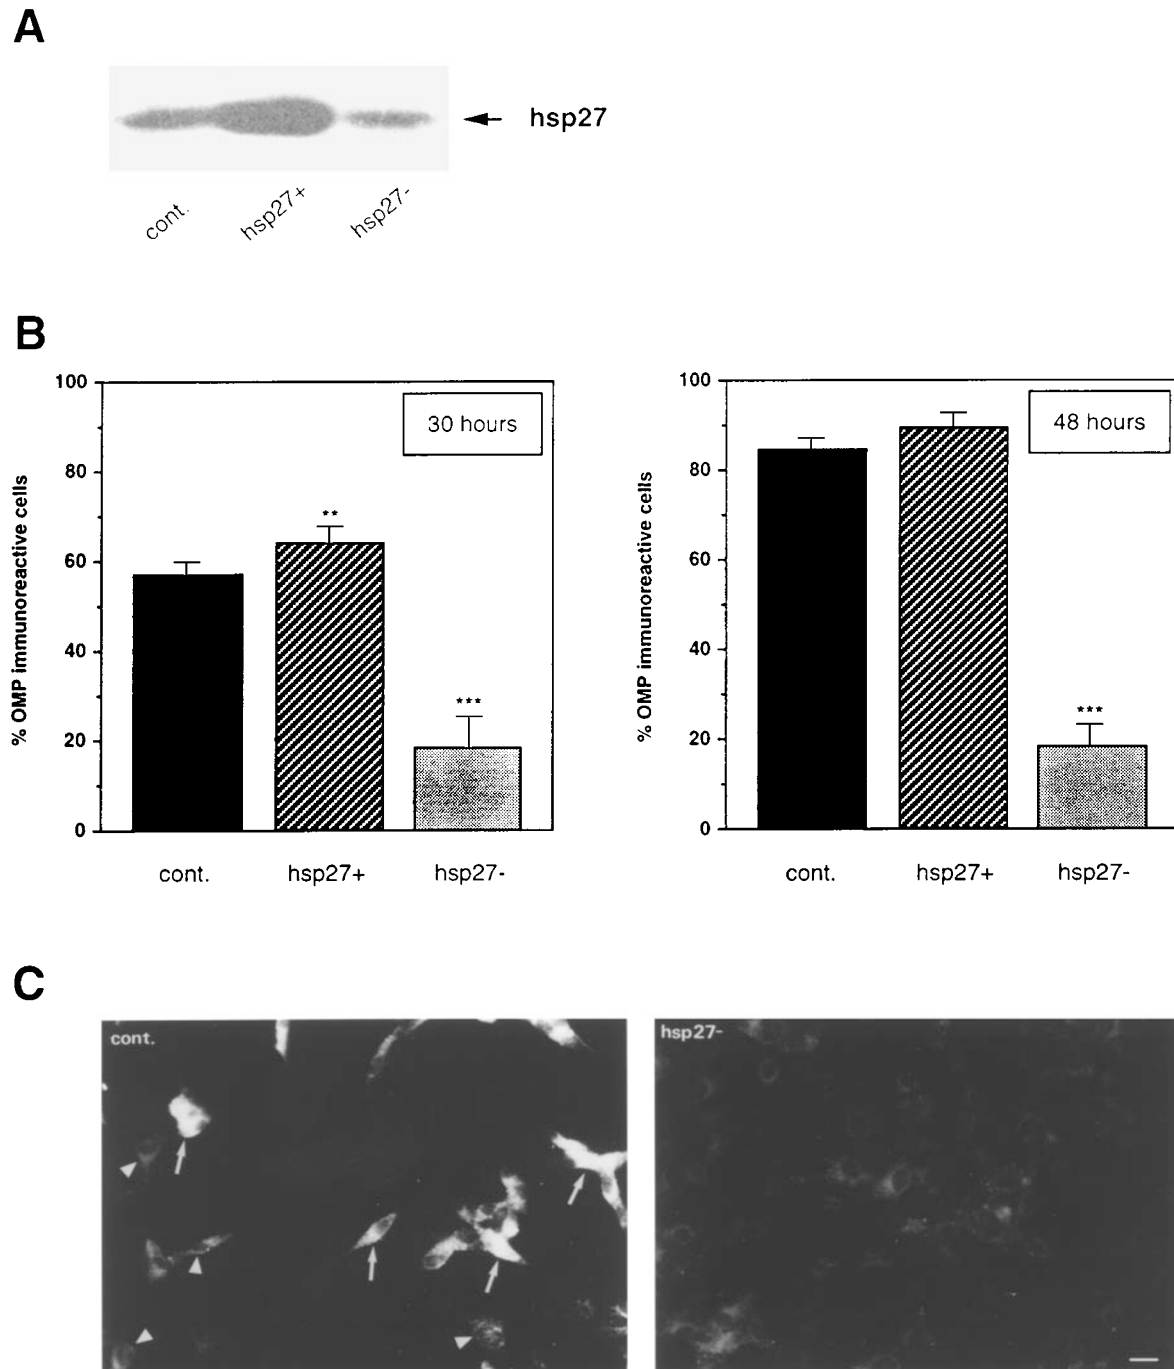 A
hsp27
cont.
hsp27+
hsp27-
B
100
80
60
40
20
0
% OMP immunoreactive cells
30 hours
**
***
cont.
hsp27+
hsp27-
100
80
60
40
20
0
% OMP immunoreactive cells
48 hours
***
cont.
hsp27+
hsp27-
C
cont.
hsp27-